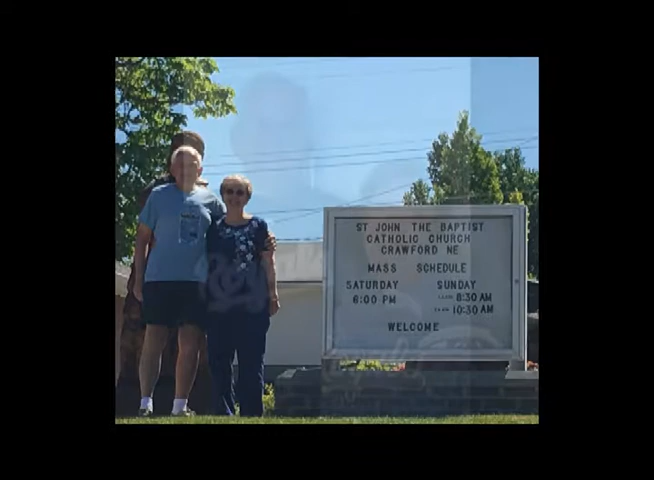 ST JOHN THE BAPTIST
CATHOLIC CHURCH
CRAWFORD NE
MASS SCHEDULE
SATURDAY SUNDAY
6:00 PM 8:30 AM
10:30 AM
WELCOME